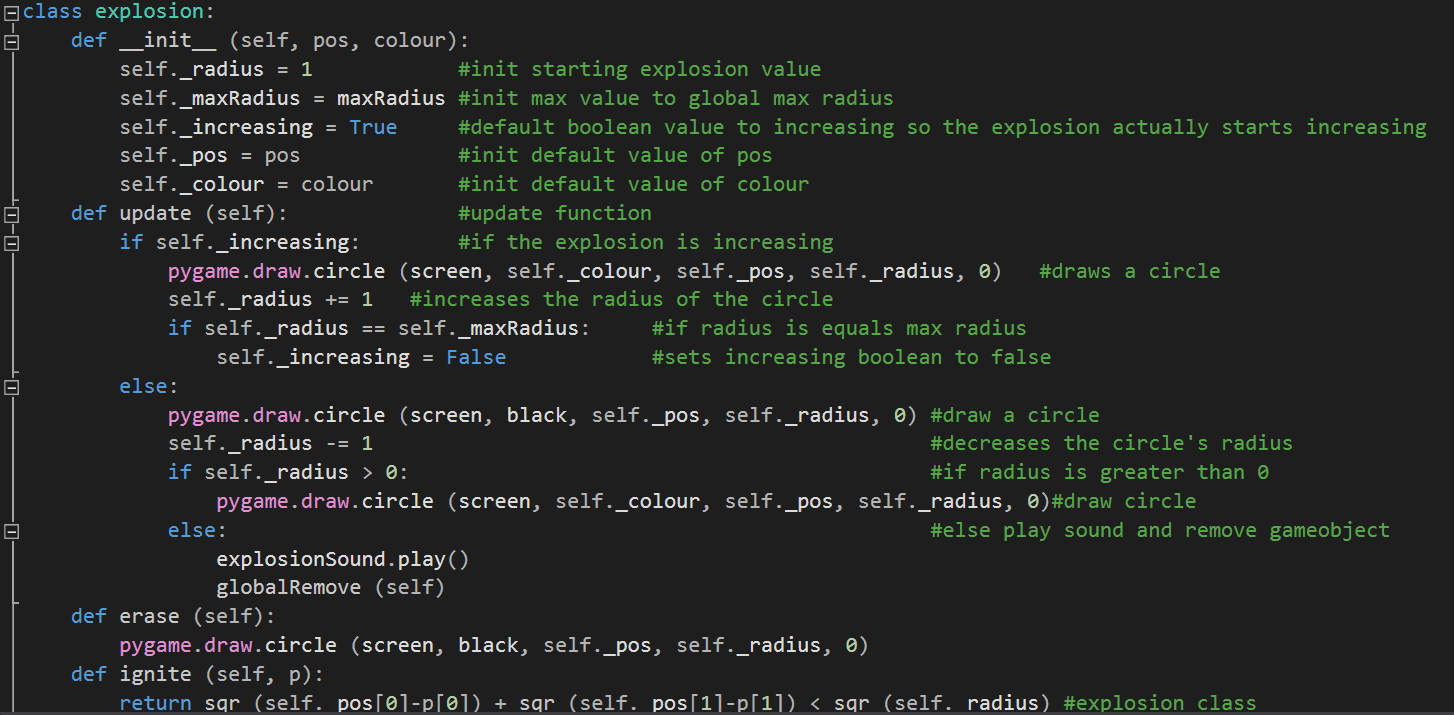 class explosion:
    def __init__ (self, pos, colour):
        self._radius = 1            #init starting explosion value
        self._maxRadius = maxRadius #init max value to global max radius
        self._increasing = True     #default boolean value to increasing so the explosion actually starts increasing
        self._pos = pos             #init default value of pos
        self._colour = colour       #init default value of colour
    def update (self):              #update function
        if self._increasing:        #if the explosion is increasing
            pygame.draw.circle (screen, self._colour, self._pos, self._radius, 0)   #draws a circle
            self._radius += 1   #increases the radius of the circle
            if self._radius == self._maxRadius:     #if radius is equals max radius
                self._increasing = False            #sets increasing boolean to false
        else:
            pygame.draw.circle (screen, black, self._pos, self._radius, 0) #draw a circle
            self._radius -= 1                                              #decreases the circle's radius
            if self._radius > 0:                                           #if radius is greater than 0
                pygame.draw.circle (screen, self._colour, self._pos, self._radius, 0)#draw circle
            else:                                                          #else play sound and remove gameobject
                explosionSound.play()
                globalRemove (self)
    def erase (self):
        pygame.draw.circle (screen, black, self._pos, self._radius, 0)
    def ignite (self, p):
        return sqr (self._pos[0]-p[0]) + sqr (self._pos[1]-p[1]) < sqr (self._radius) #explosion class